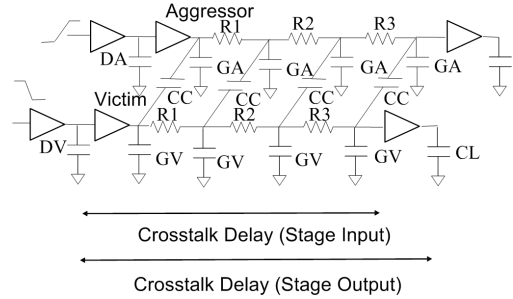 Aggressor
R1 R2 R3
DA GA GA GA GA
Victim CC CC CC CC
R1 R2 R3
DV GV GV GV GV CL
Crosstalk Delay (Stage Input)
Crosstalk Delay (Stage Output)